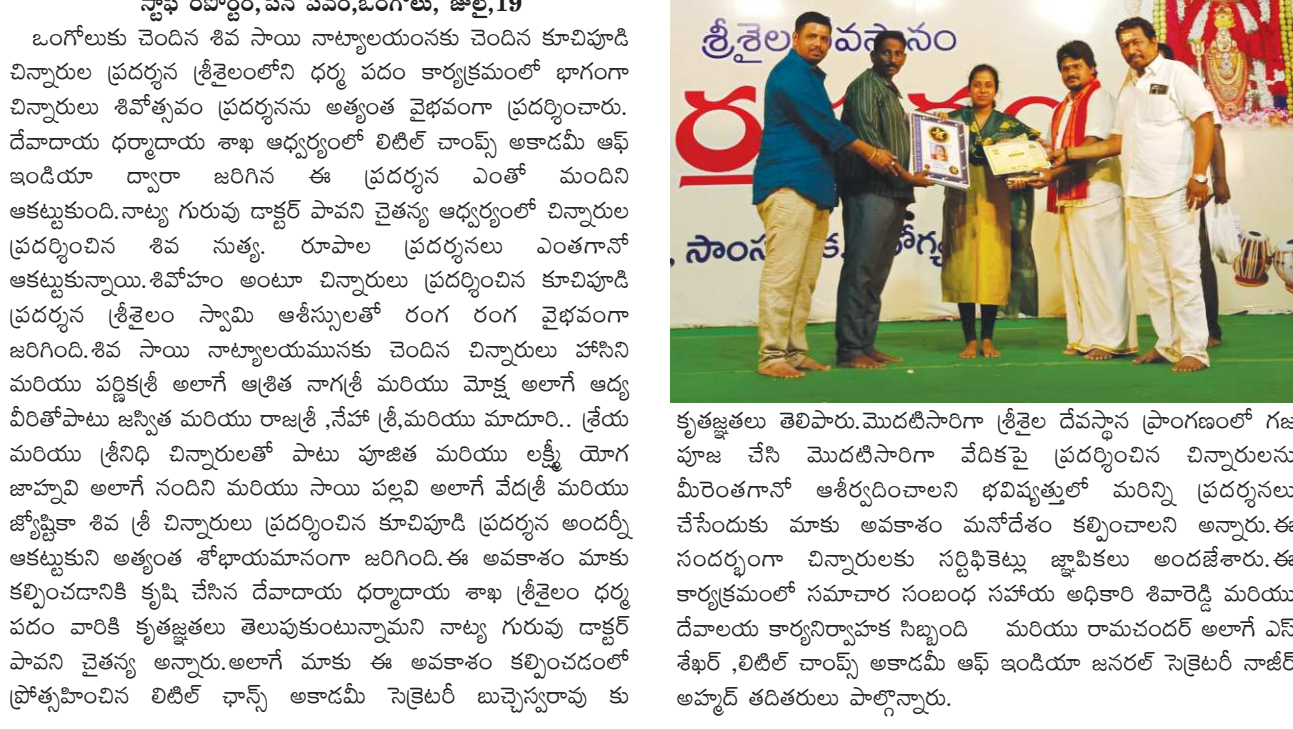 స్టాఫ్ రిపోర్టర్,పెన్ పవర్,ఒంగోలు, జులై,19
ఒంగోలుకు చెందిన శివ సాయి నాట్యాలయంనకు చెందిన కూచిపూడి
చిన్నారుల ప్రదర్శన శ్రీశైలంలోని ధర్మ పదం కార్యక్రమంలో భాగంగా
చిన్నారులు శివోత్సవం ప్రదర్శనను అత్యంత వైభవంగా ప్రదర్శించారు.
దేవాదాయ ధర్మాదాయ శాఖ ఆధ్వర్యంలో లిటిల్ చాంప్స్ అకాడమీ ఆఫ్
ఇండియా ద్వారా జరిగిన ఈ ప్రదర్శన ఎంతో మందిని
ఆకట్టుకుంది.నాట్య గురువు డాక్టర్ పావని చైతన్య ఆధ్వర్యంలో చిన్నారుల
ప్రదర్శించిన శివ నుత్య. రూపాల ప్రదర్శనలు ఎంతగానో
ఆకట్టుకున్నాయి.శివోహం అంటూ చిన్నారులు ప్రదర్శించిన కూచిపూడి
ప్రదర్శన శ్రీశైలం స్వామి ఆశీస్సులతో రంగ రంగ వైభవంగా
జరిగింది.శివ సాయి నాట్యాలయమునకు చెందిన చిన్నారులు హాసిని
మరియు పర్ణికశ్రీ అలాగే ఆశ్రిత నాగశ్రీ మరియు మోక్ష అలాగే ఆద్య
వీరితోపాటు జస్విత మరియు రాజశ్రీ ,నేహా శ్రీ,మరియు మాదూరి.. శ్రేయ
మరియు శ్రీనిధి చిన్నారులతో పాటు పూజిత మరియు లక్ష్మీ యోగ
జాహ్నవి అలాగే నందిని మరియు సాయి పల్లవి అలాగే వేదశ్రీ మరియు
జ్యోష్టికా శివ శ్రీ చిన్నారులు ప్రదర్శించిన కూచిపూడి ప్రదర్శన అందర్నీ
ఆకట్టుకుని అత్యంత శోభాయమానంగా జరిగింది.ఈ అవకాశం మాకు
కల్పించడానికి కృషి చేసిన దేవాదాయ ధర్మాదాయ శాఖ శ్రీశైలం ధర్మ
పదం వారికి కృతజ్ఞతలు తెలుపుకుంటున్నామని నాట్య గురువు డాక్టర్
పావని చైతన్య అన్నారు.అలాగే మాకు ఈ అవకాశం కల్పించడంలో
ప్రోత్సహించిన లిటిల్ ఛాన్స్ అకాడమీ సెక్రెటరీ బుచ్చెస్వరావు కు
కృతజ్ఞతలు తెలిపారు.మొదటిసారిగా శ్రీశైల దేవస్థాన ప్రాంగణంలో గజ
పూజ చేసి మొదటిసారిగా వేదికపై ప్రదర్శించిన చిన్నారులను
మీరెంతగానో ఆశీర్వదించాలని భవిష్యత్తులో మరిన్ని ప్రదర్శనలు
చేసేందుకు మాకు అవకాశం మనోదేశం కల్పించాలని అన్నారు.ఈ
సందర్భంగా చిన్నారులకు సర్టిఫికెట్లు జ్ఞాపికలు అందజేశారు.ఈ
కార్యక్రమంలో సమాచార సంబంధ సహాయ అధికారి శివారెడ్డి మరియు
దేవాలయ కార్యనిర్వాహక సిబ్బంది మరియు రామచందర్ అలాగే ఎస్
శేఖర్ ,లిటిల్ చాంప్స్ అకాడమీ ఆఫ్ ఇండియా జనరల్ సెక్రెటరీ నాజీర్
అహ్మద్ తదితరులు పాల్గొన్నారు.